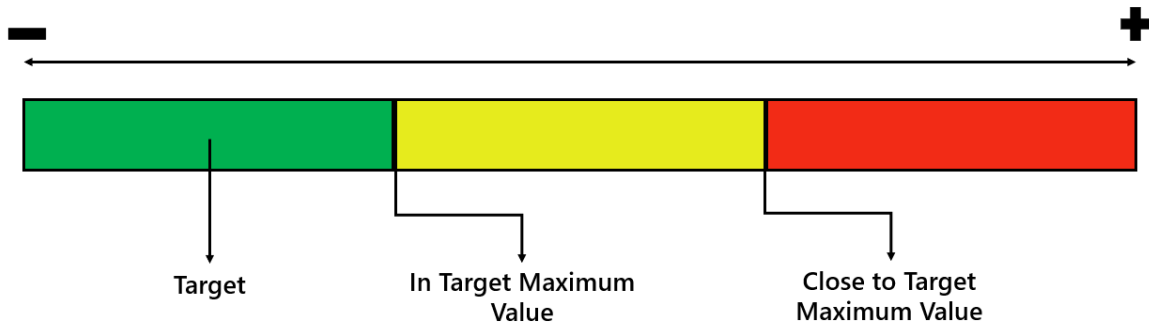 - +
Target
In Target Maximum
Value
Close to Target
Maximum Value